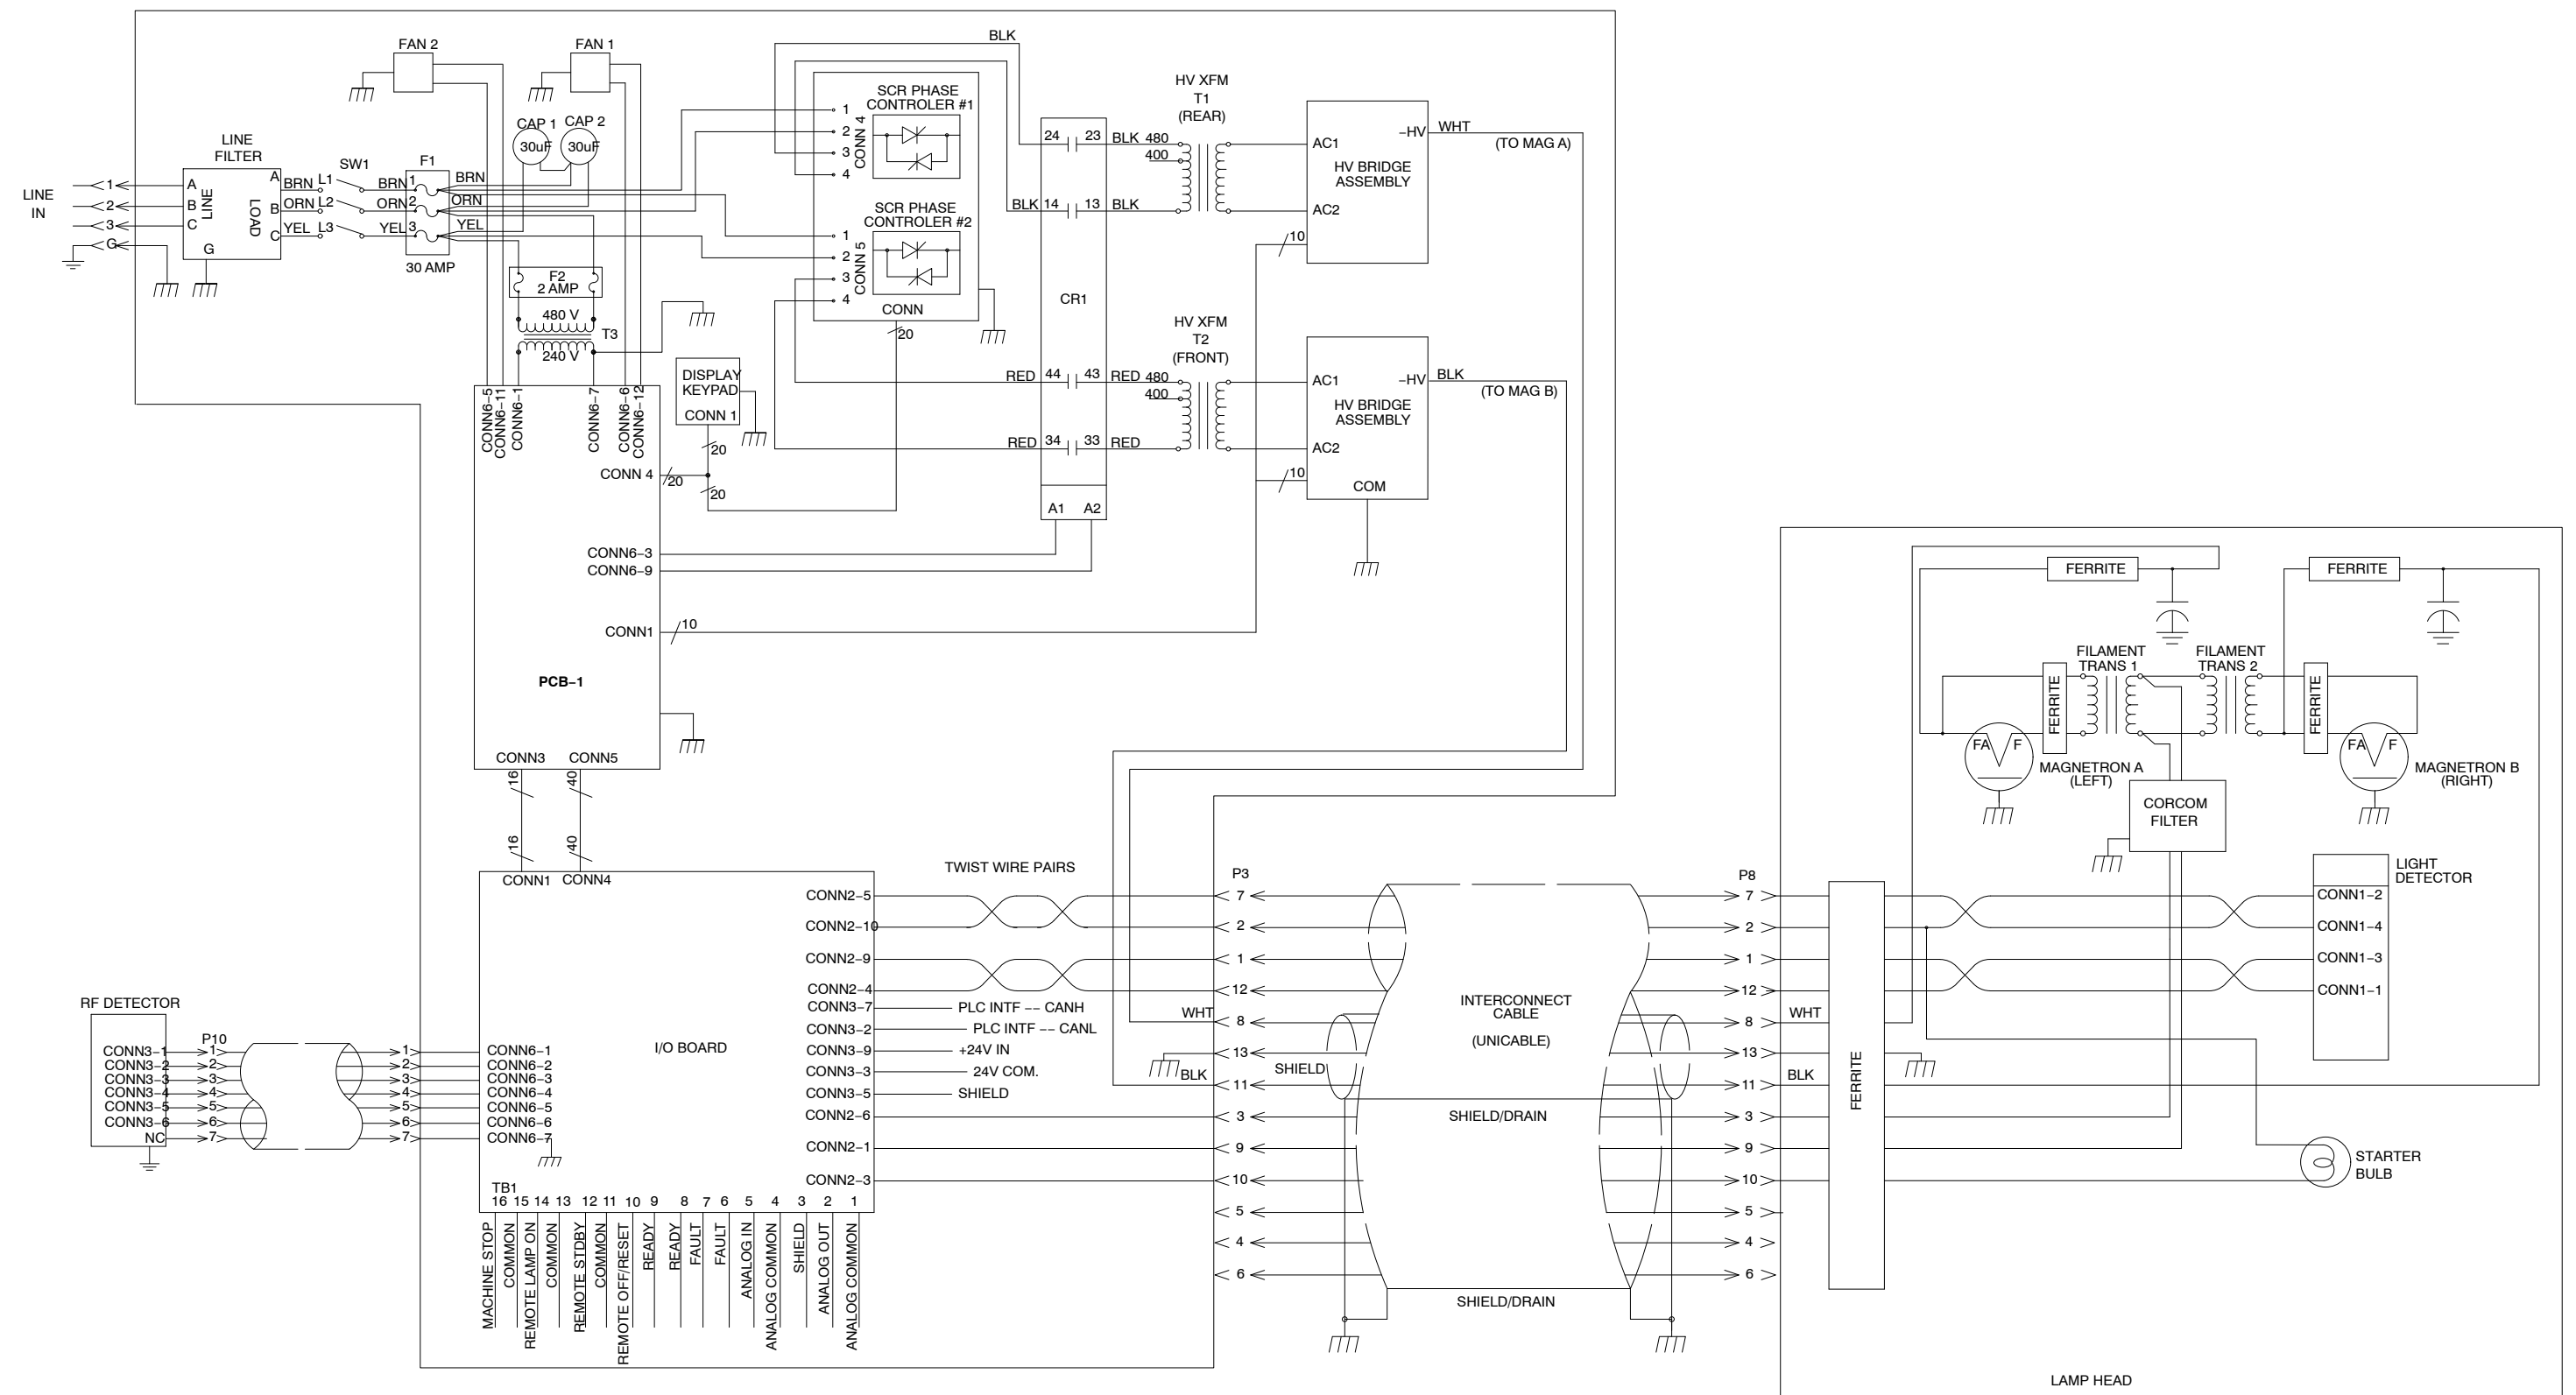 FAN 2
FAN 1
CAP 1
30uF
CAP 2
30uF
LINE
FILTER
LINE
IN
1
2
3
G
A
B
C
LINE
LOAD
A
B
C
G
BRN
L1
ORN
L2
YEL
L3
SW1
BRN
ORN
YEL
F1
1
2
3
30 AMP
BRN
ORN
YEL
F2
2 AMP
480 V
T3
240 V
BLK
SCR PHASE
CONTROLER #1
1
2
3
4
CONN 4
SCR PHASE
CONTROLER #2
1
2
3
4
CONN 5
CONN
20
24
23
BLK
480
400
BLK
14
13
BLK
CR1
RED
44
43
RED
480
400
RED
34
33
RED
A1
A2
HV XFM
T1
(REAR)
HV XFM
T2
(FRONT)
AC1
−HV
HV BRIDGE
ASSEMBLY
AC2
WHT
(TO MAG A)
10
AC1
−HV
HV BRIDGE
ASSEMBLY
AC2
COM
BLK
(TO MAG B)
10
DISPLAY
KEYPAD
CONN 1
20
20
20
CONN6−5
CONN6−11
CONN6−1
CONN6−7
CONN6−6
CONN6−12
CONN 4
CONN6−3
CONN6−9
CONN1
10
PCB−1
CONN3
CONN5
16
40
16
40
CONN1
CONN4
I/O BOARD
CONN2−5
CONN2−10
CONN2−9
CONN2−4
CONN3−7
CONN3−2
CONN3−9
CONN3−3
CONN3−5
CONN2−6
CONN2−1
CONN2−3
TWIST WIRE PAIRS
PLC INTF −− CANH
PLC INTF −− CANL
+24V IN
24V COM.
SHIELD
RF DETECTOR
CONN3−1
CONN3−2
CONN3−3
CONN3−4
CONN3−5
CONN3−6
NC
P10
1
2
3
4
5
6
7
1
2
3
4
5
6
7
CONN6−1
CONN6−2
CONN6−3
CONN6−4
CONN6−5
CONN6−6
CONN6−7
TB1
16 15 14 13 12 11 10 9 8 7 6 5 4 3 2 1
MACHINE STOP
COMMON
REMOTE LAMP ON
COMMON
REMOTE STDBY
COMMON
REMOTE OFF/RESET
READY
READY
FAULT
FAULT
ANALOG IN
ANALOG COMMON
SHIELD
ANALOG OUT
ANALOG COMMON
P3
7
2
1
12
WHT
8
13
BLK
11
3
9
10
5
4
6
SHIELD
INTERCONNECT
CABLE
(UNICABLE)
SHIELD/DRAIN
SHIELD/DRAIN
P8
7
2
1
12
8
13
11
3
9
10
5
4
6
WHT
BLK
FERRITE
FERRITE
FERRITE
FILAMENT
TRANS 1
FILAMENT
TRANS 2
FERRITE
FERRITE
FA
F
MAGNETRON A
(LEFT)
FA
F
MAGNETRON B
(RIGHT)
CORCOM
FILTER
LIGHT
DETECTOR
CONN1−2
CONN1−4
CONN1−3
CONN1−1
STARTER
BULB
LAMP HEAD